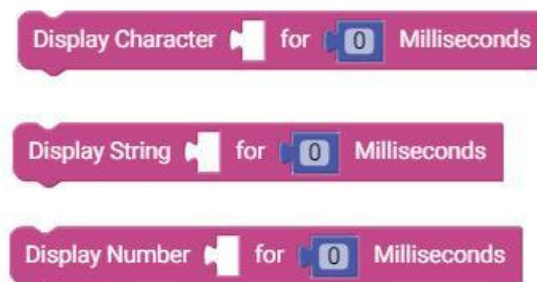 Display Character for 0 Milliseconds
Display String for 0 Milliseconds
Display Number for 0 Milliseconds